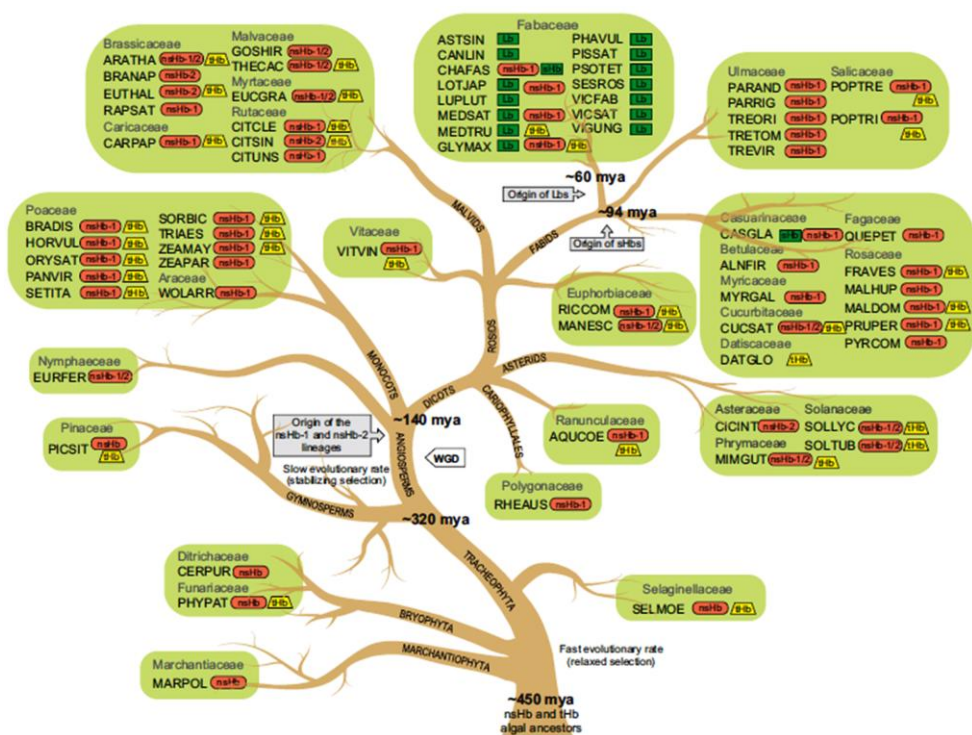 Brassicaceae
ARATHA nsHb-1/2 tHb
BRANAP nsHb-2
EUTHAL nsHb-2 tHb
RAPSAT nsHb-1
Caricaceae
CARPAP nsHb-1 tHb
Malvaceae
GOSHIR nsHb-1/2
THECAC nsHb-1/2 tHb
Myrtaceae
EUCGRA nsHb-1/2 tHb
Rutaceae
CITCLE nsHb-1 tHb
CITSIN nsHb-2 tHb
CITUNS nsHb-1
Fabaceae
ASTSIN Lb
CANLIN Lb
CHAFAS nsHb-1 sHb
LOTJAP Lb nsHb-1
LUPLUT Lb
MEDSAT Lb nsHb-1
MEDTRU Lb tHb
GLYMAX Lb nsHb-1 tHb
PHAVUL Lb
PISSAT Lb
PSOTET Lb
SESROS Lb
VICFAB Lb
VICSAT Lb
VIGUNG Lb
Ulmaceae
PARAND nsHb-1
PARRIG nsHb-1
TREORI nsHb-1
TRETOM nsHb-1
TREVIR nsHb-1
Salicaceae
POPTRE nsHb-1
tHb
POPTRI nsHb-1
tHb
~60 mya
Origin of Lbs
~94 mya
Origin of sHbs
MALVIDS
FABIDS
Poaceae
BRADIS nsHb-1 tHb
HORVUL nsHb-1 tHb
ORYSAT nsHb-1 tHb
PANVIR nsHb-1 tHb
SETITA nsHb-1 tHb
SORBIC nsHb-1 tHb
TRIAES nsHb-1 tHb
ZEAMAY nsHb-1 tHb
ZEAPAR nsHb-1
Araceae
WOLARR nsHb-1
Vitaceae
VITVIN nsHb-1
tHb
Casuarinaceae
CASGLA sHb nsHb-1
Betulaceae
ALNFIR nsHb-1
Myricaceae
MYRGAL nsHb-1
Cucurbitaceae
CUCSAT nsHb-1/2 tHb
Datiscaceae
DATGLO tHb
Fagaceae
QUEPET nsHb-1
Rosaceae
FRAVES nsHb-1 tHb
MALHUP nsHb-1
MALDOM nsHb-1 tHb
PRUPER nsHb-1 tHb
PYRCOM nsHb-1
Euphorbiaceae
RICCOM nsHb-1 tHb
MANESC nsHb-1/2 tHb
ROSIDS
Nymphaeceae
EURFER nsHb-1/2
MONOCOTS
DICOTS
ASTERIDS
CARIOPHYLLALES
Asteraceae
CICINT nsHb-2
Phrymaceae
MIMGUT nsHb-1/2 tHb
Solanaceae
SOLLYC nsHb-1/2 tHb
SOLTUB nsHb-1/2 tHb
Ranunculaceae
AQUCOE nsHb-1
tHb
Pinaceae
PICSIT nsHb
tHb
~140 mya
Origin of the
nsHb-1 and nsHb-2
lineages
WGD
ANGIOSPERMS
Slow evolutionary rate
(stabilizing selection)
Polygonaceae
RHEAUS nsHb-1
GYMNOSPERMS
~320 mya
TRACHEOPHYTA
Ditrichaceae
CERPUR nsHb
Funariaceae
PHYPAT nsHb tHb
Selaginellaceae
SELMOE nsHb tHb
BRYOPHYTA
MARCHANTIOPHYTA
Fast evolutionary rate
(relaxed selection)
Marchantiaceae
MARPOL nsHb
~450 mya
nsHb and tHb
algal ancestors